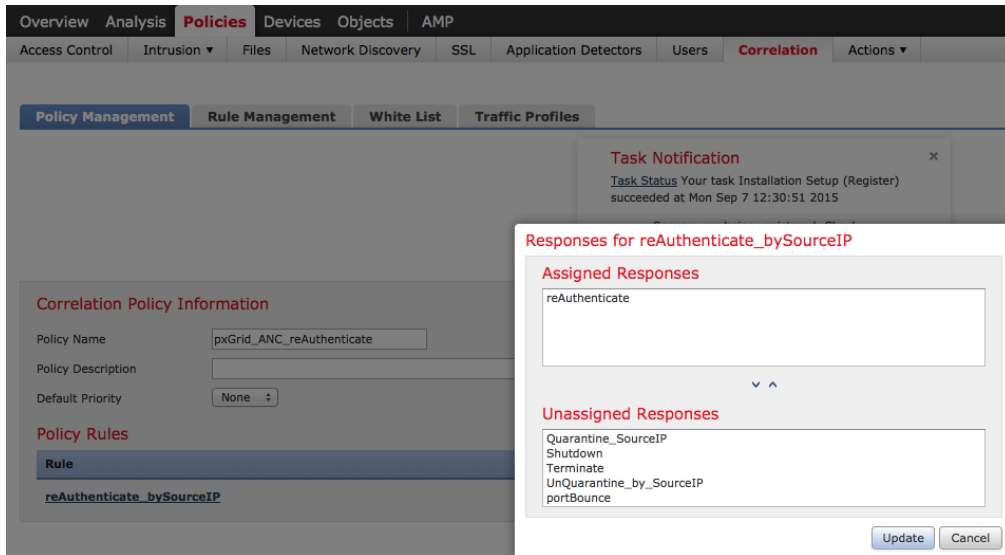 Overview Analysis Policies Devices Objects AMP
Access Control Intrusion ▼ Files Network Discovery SSL Application Detectors Users Correlation Actions ▼
Policy Management Rule Management White List Traffic Profiles
Task Notification
Task Status Your task Installation Setup (Register)
succeeded at Mon Sep 7 12:30:51 2015
Responses for reAuthenticate_bySourceIP
Assigned Responses
reAuthenticate
Unassigned Responses
Quarantine_SourceIP
Shutdown
Terminate
UnQuarantine_by_SourceIP
portBounce
Update Cancel
Correlation Policy Information
Policy Name pxGrid_ANC_reAuthenticate
Policy Description
Default Priority None
Policy Rules
Rule
reAuthenticate_bySourceIP